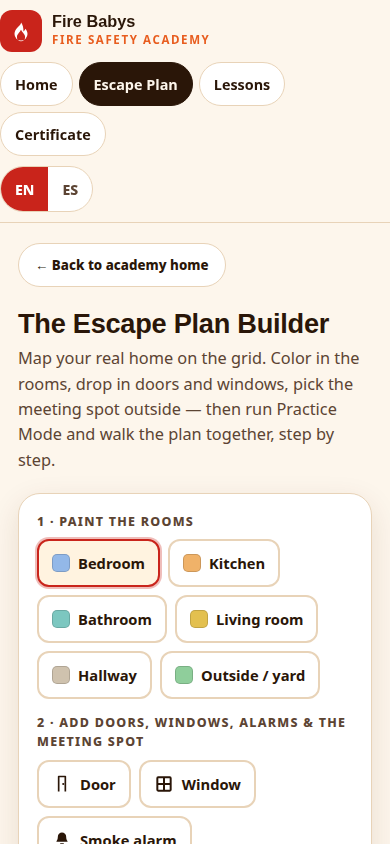 Fire Babys
FIRE SAFETY ACADEMY
Home
Escape Plan
Lessons
Certificate
EN
ES
← Back to academy home
The Escape Plan Builder
Map your real home on the grid. Color in the
rooms, drop in doors and windows, pick the
meeting spot outside — then run Practice
Mode and walk the plan together, step by
step.
1 · PAINT THE ROOMS
Bedroom
Kitchen
Bathroom
Living room
Hallway
Outside / yard
2 · ADD DOORS, WINDOWS, ALARMS & THE
MEETING SPOT
Door
Window
Smoke alarm